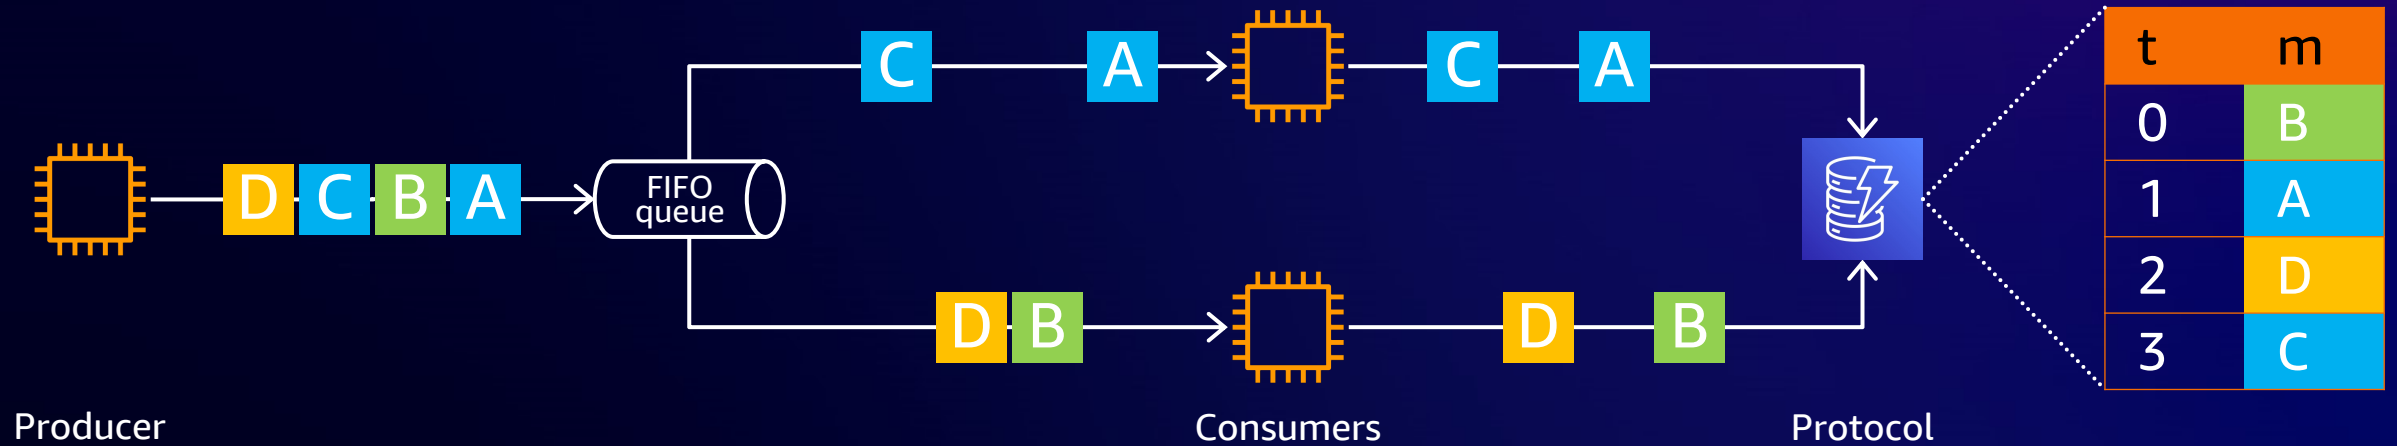 D C B A
FIFO
queue
C A
D B
C A
D B
t m
0 B
1 A
2 D
3 C
Producer
Consumers
Protocol